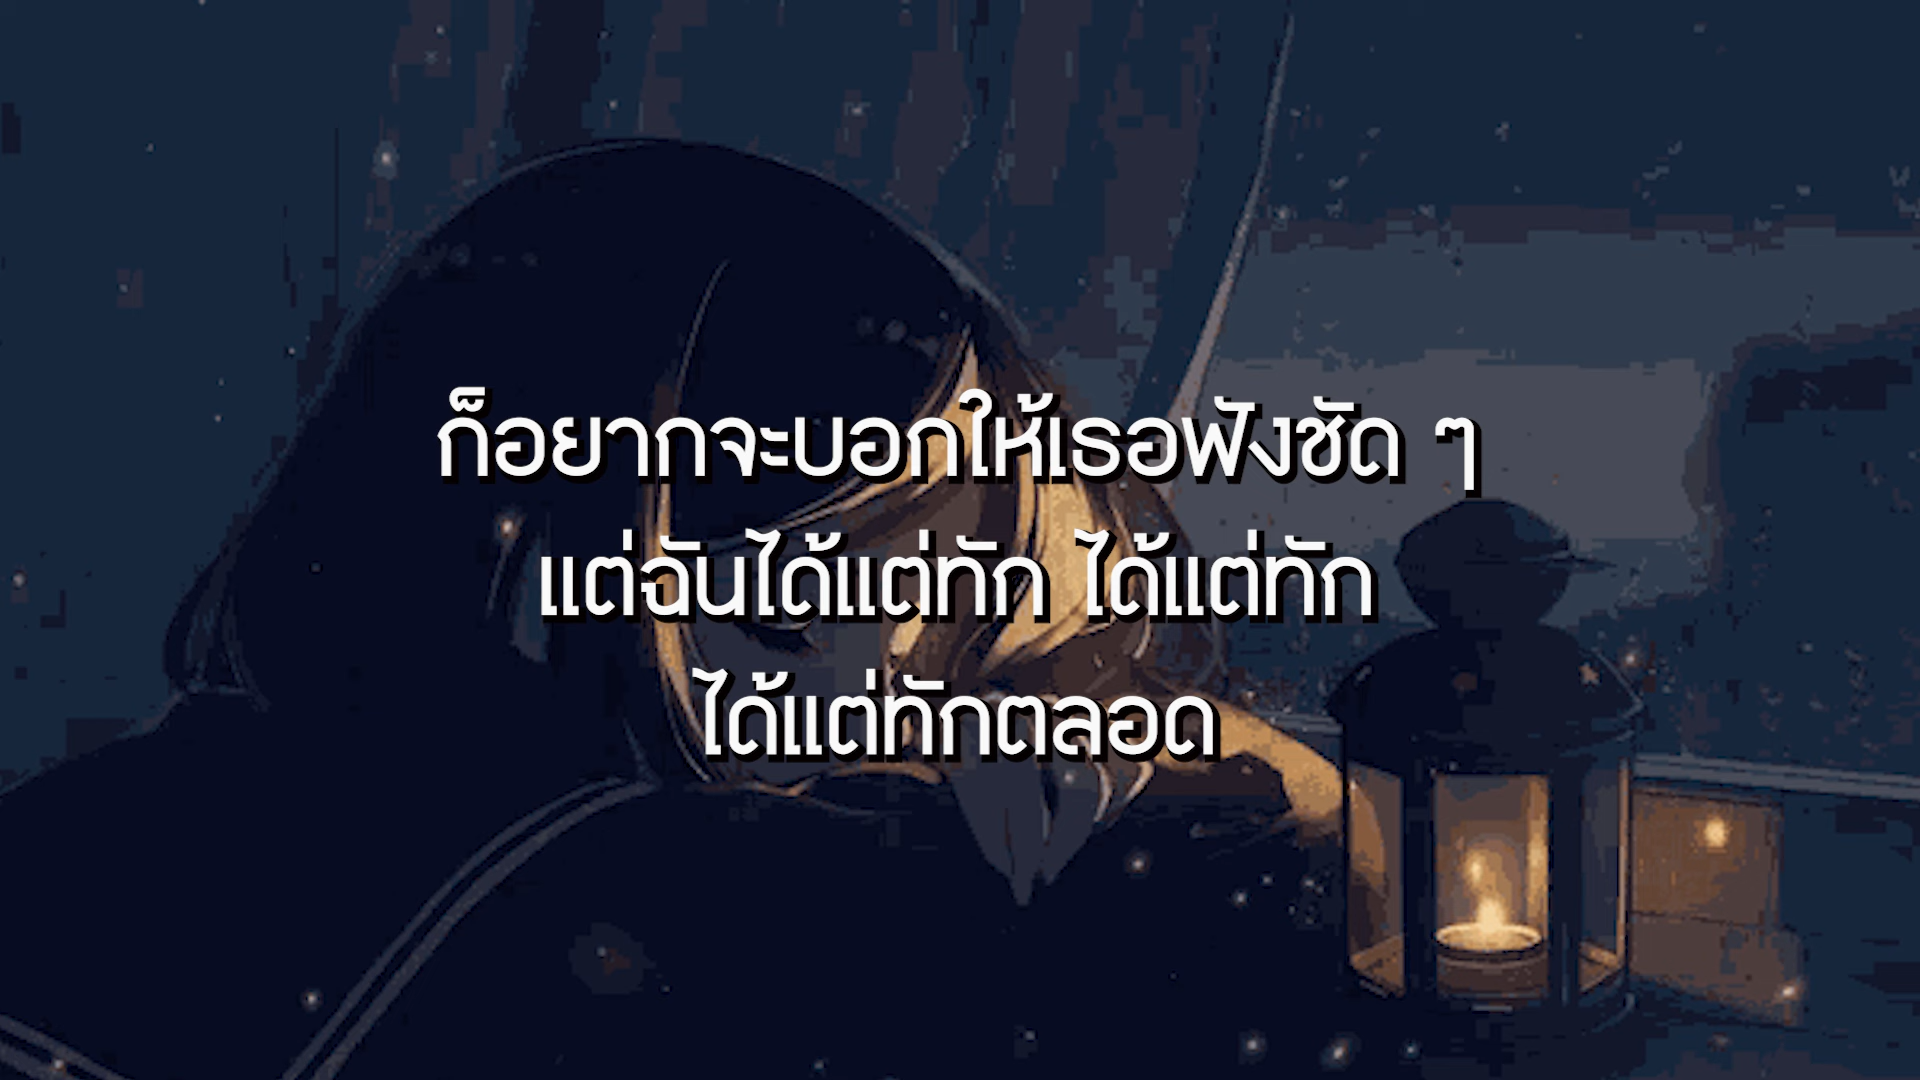 ก็อยากจะบอกให้เธอฟังชัด ๆ
แต่ฉันได้แต่ทัก ได้แต่ทัก
ได้แต่ทักตลอด